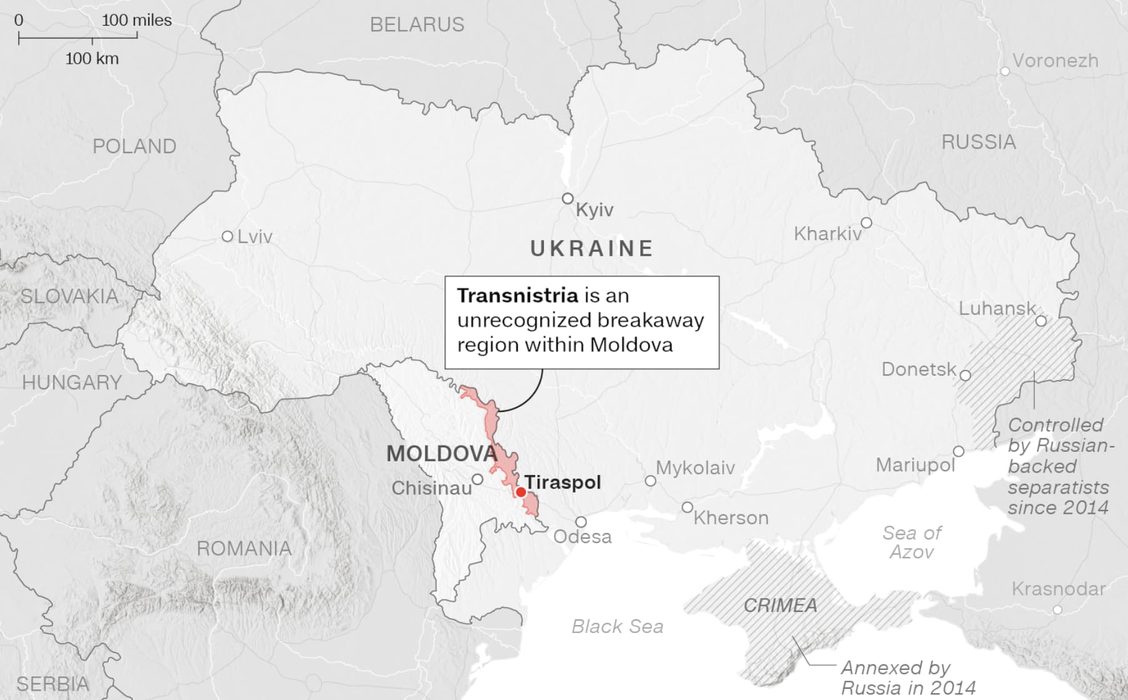 0 100 miles
100 km
BELARUS
Voronezh
POLAND
RUSSIA
Kyiv
Lviv
Kharkiv
UKRAINE
Transnistria is an
unrecognized breakaway
region within Moldova
SLOVAKIA
Luhansk
HUNGARY
Donetsk
Controlled
by Russian-
backed
separatists
since 2014
MOLDOVA
Mariupol
Mykolaiv
Tiraspol
Chisinau
Kherson
Odesa
Sea of
Azov
ROMANIA
Krasnodar
CRIMEA
Black Sea
Annexed by
Russia in 2014
SERBIA